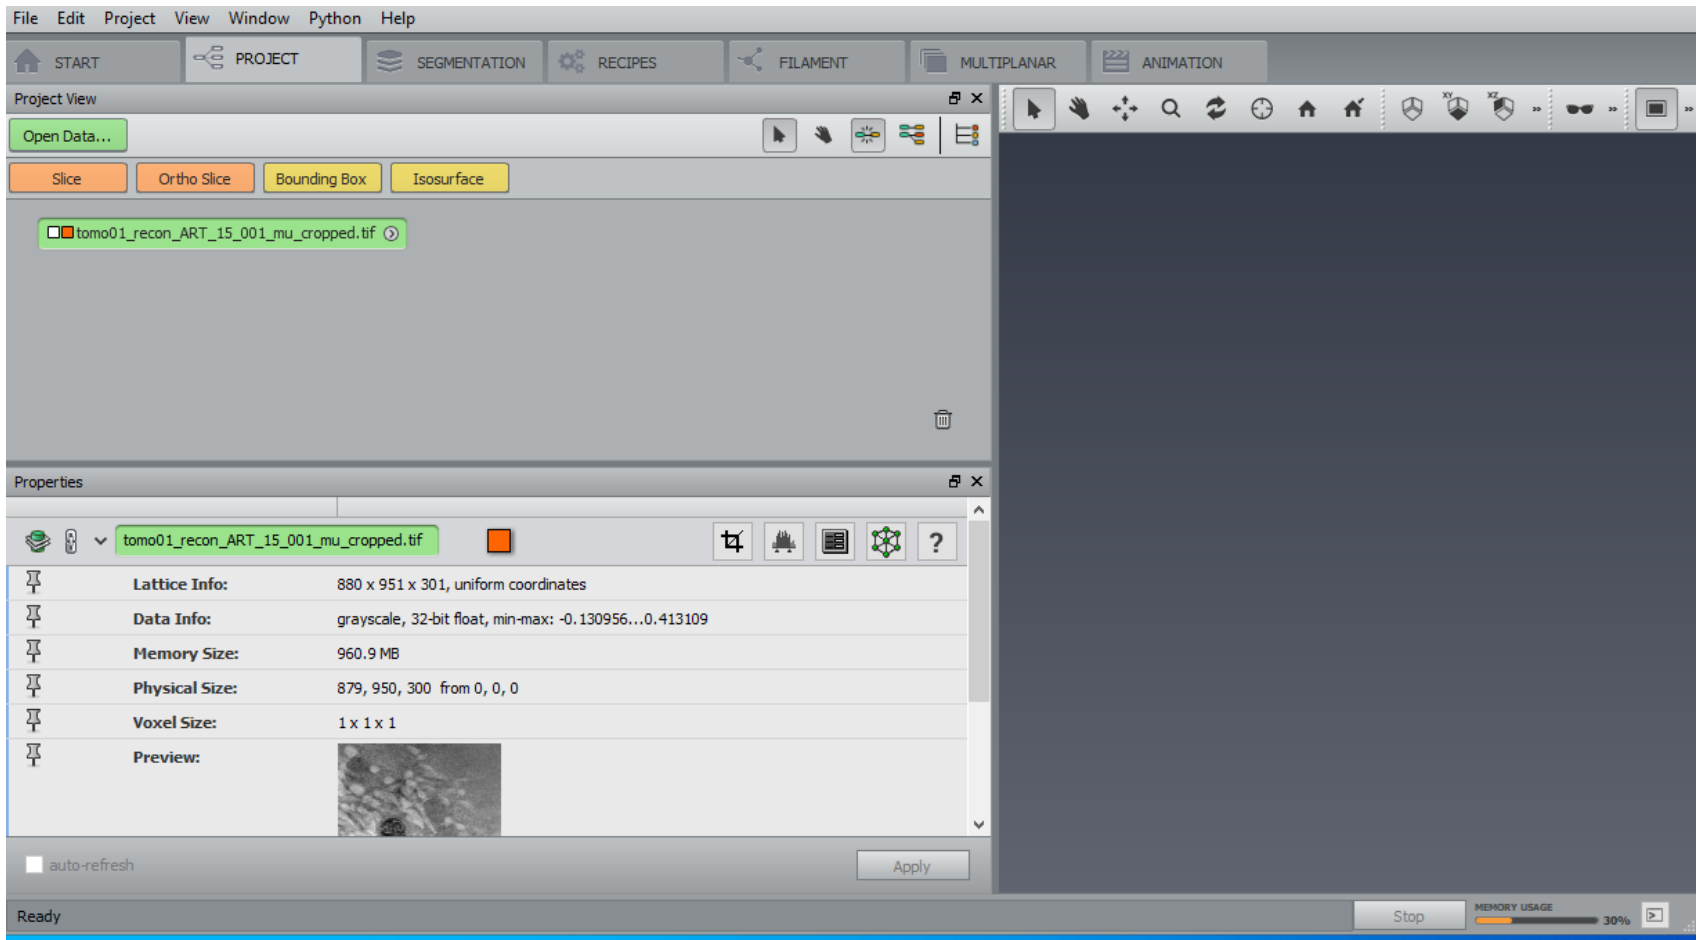 File Edit Project View Window Python Help
START PROJECT SEGMENTATION RECIPES FILAMENT MULTIPLANAR ANIMATION
Project View
XY XZ
Open Data...
Slice Ortho Slice Bounding Box Isosurface
tomo01_recon_ART_15_001_mu_cropped.tif
Properties
tomo01_recon_ART_15_001_mu_cropped.tif ?
Lattice Info: 880 x 951 x 301, uniform coordinates
Data Info: grayscale, 32-bit float, min-max: -0.130956...0.413109
Memory Size: 960.9 MB
Physical Size: 879, 950, 300 from 0, 0, 0
Voxel Size: 1 x 1 x 1
Preview:
auto-refresh Apply
Ready Stop MEMORY USAGE 30%